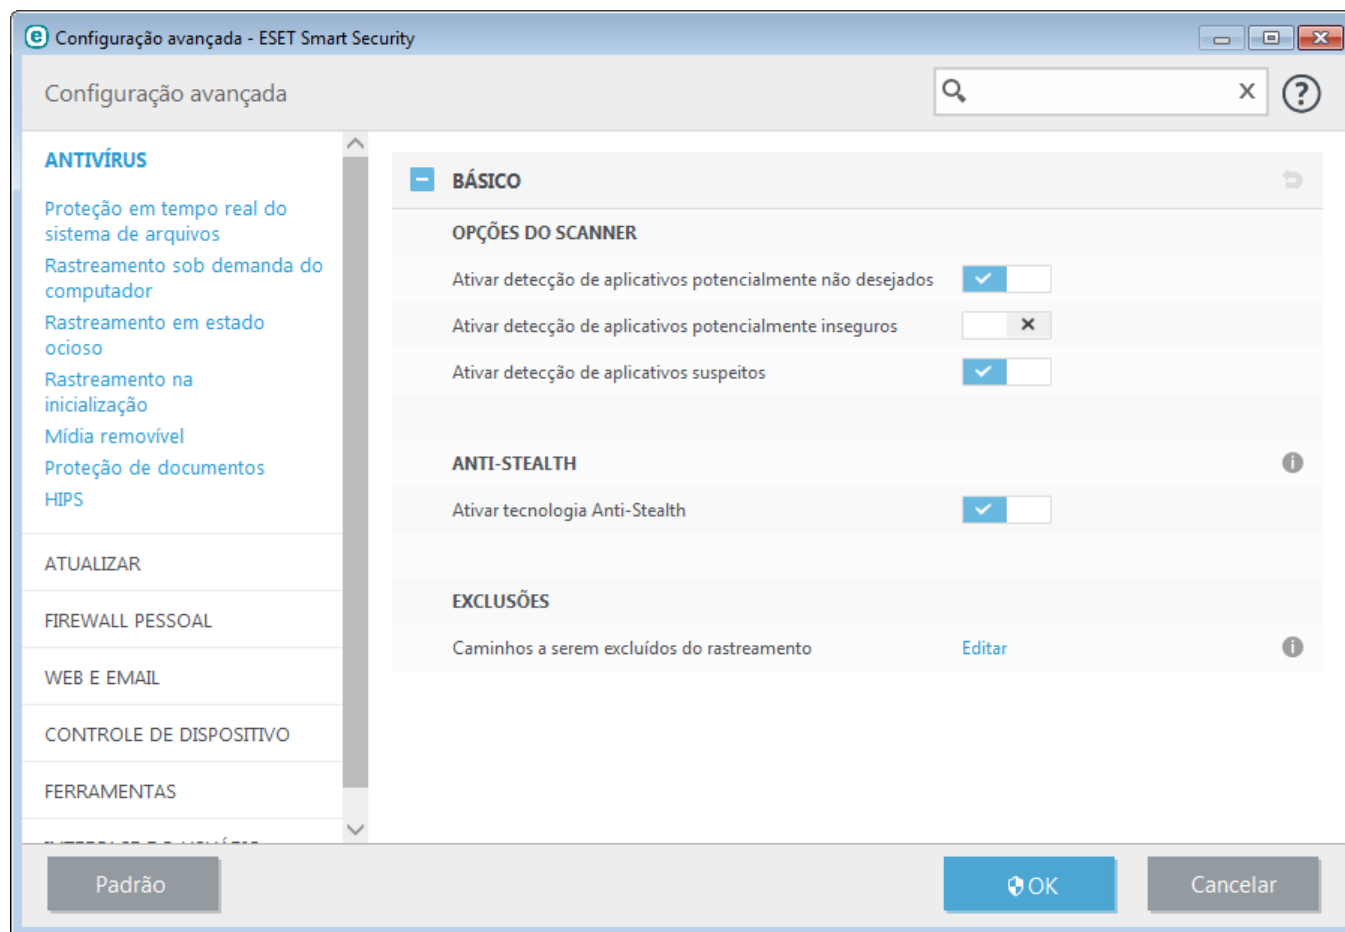 Configuração avançada - ESET Smart Security
Configuração avançada
ANTIVÍRUS
Proteção em tempo real do
sistema de arquivos
Rastreamento sob demanda do
computador
Rastreamento em estado
ocioso
Rastreamento na
inicialização
Mídia removível
Proteção de documentos
HIPS
ATUALIZAR
FIREWALL PESSOAL
WEB E EMAIL
CONTROLE DE DISPOSITIVO
FERRAMENTAS
BÁSICO
OPÇÕES DO SCANNER
Ativar detecção de aplicativos potencialmente não desejados
Ativar detecção de aplicativos potencialmente inseguros
Ativar detecção de aplicativos suspeitos
ANTI-STEALTH
Ativar tecnologia Anti-Stealth
EXCLUSÕES
Caminhos a serem excluídos do rastreamento Editar
Padrão
OK
Cancelar